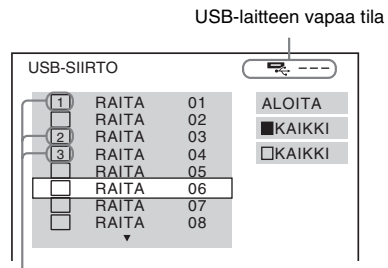 USB-laitteen vapaa tila
USB-SIIRTO
---
1 RAITA 01
RAITA 02
2 RAITA 03
3 RAITA 04
RAITA 05
RAITA 06
RAITA 07
RAITA 08
ALOITA
■KAIKKI
□KAIKKI